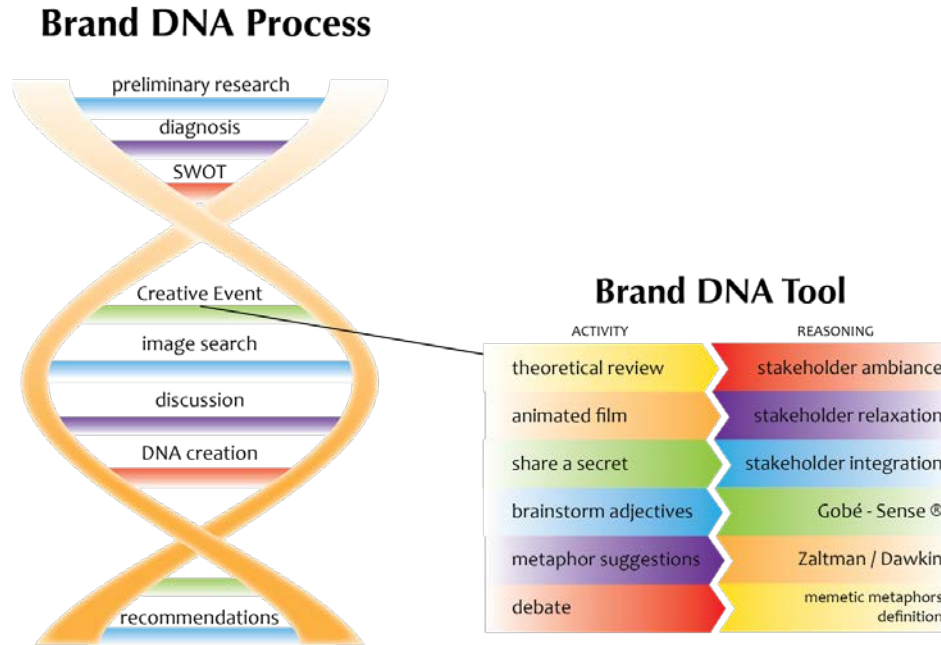 Brand DNA Process
preliminary research
diagnosis
SWOT
Creative Event
image search
discussion
DNA creation
recommendations
Brand DNA Tool
ACTIVITY REASONING
theoretical review stakeholder ambiance
animated film stakeholder relaxation
share a secret stakeholder integration
brainstorm adjectives Gobé - Sense ®
metaphor suggestions Zaltman / Dawkin
debate memetic metaphors
definition